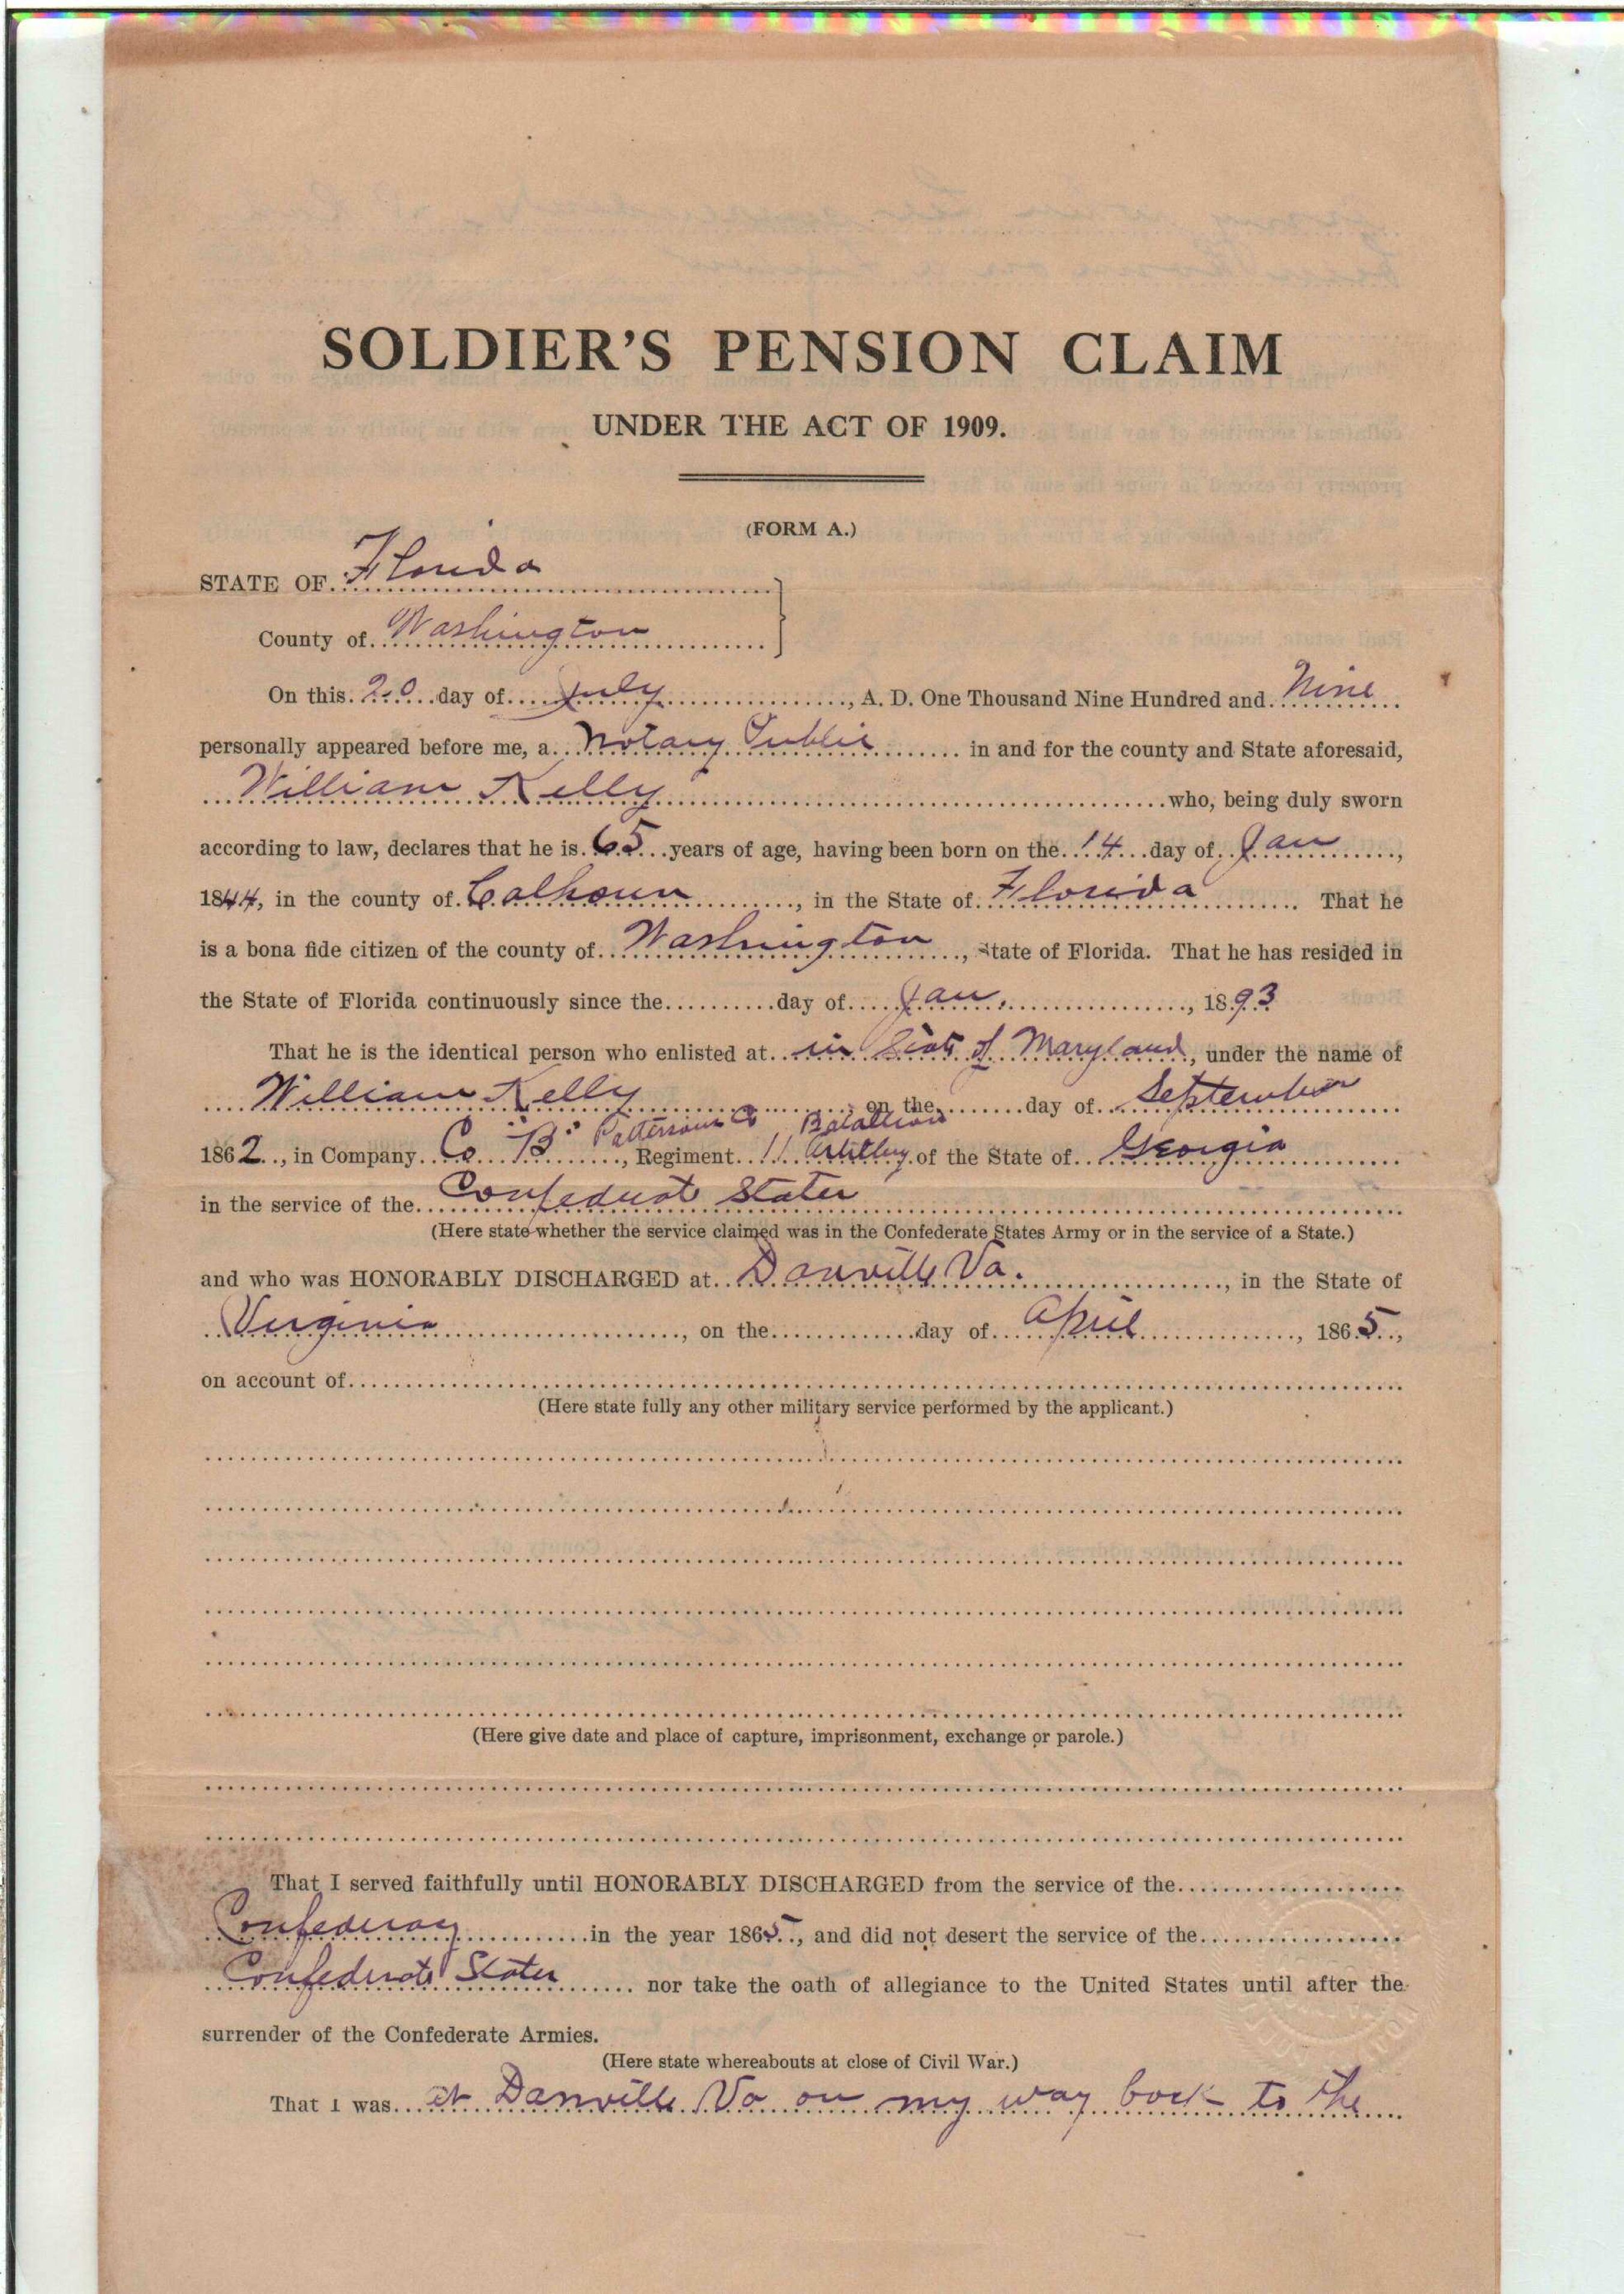 SOLDIER'S PENSION CLAIM
UNDER THE ACT OF 1909.
(FORM A.)
STATE OF Florida
County of Washington
On this 20 day of July, A. D. One Thousand Nine Hundred and Nine
personally appeared before me, a Notary Public in and for the county and State aforesaid,
William Kelly who, being duly sworn
according to law, declares that he is 65 years of age, having been born on the 14 day of Jan,
1844, in the county of Calhoun, in the State of Florida. That he
is a bona fide citizen of the county of Washington, State of Florida. That he has resided in
the State of Florida continuously since the day of Jan, 1893
That he is the identical person who enlisted at in State of Maryland, under the name of
William Kelly on the day of September
Pattersons Co Batallion
1862, in Company Co "B", Regiment 11 Artillery of the State of Georgia
in the service of the Confederate States
(Here state whether the service claimed was in the Confederate States Army or in the service of a State.)
and who was HONORABLY DISCHARGED at Danville Va., in the State of
Virginia, on the day of April, 1865,
on account of
(Here state fully any other military service performed by the applicant.)
(Here give date and place of capture, imprisonment, exchange or parole.)
That I served faithfully until HONORABLY DISCHARGED from the service of the
Confederacy in the year 1865, and did not desert the service of the
Confederate States nor take the oath of allegiance to the United States until after the
surrender of the Confederate Armies.
(Here state whereabouts at close of Civil War.)
That I was at Danville Va on my way back to the